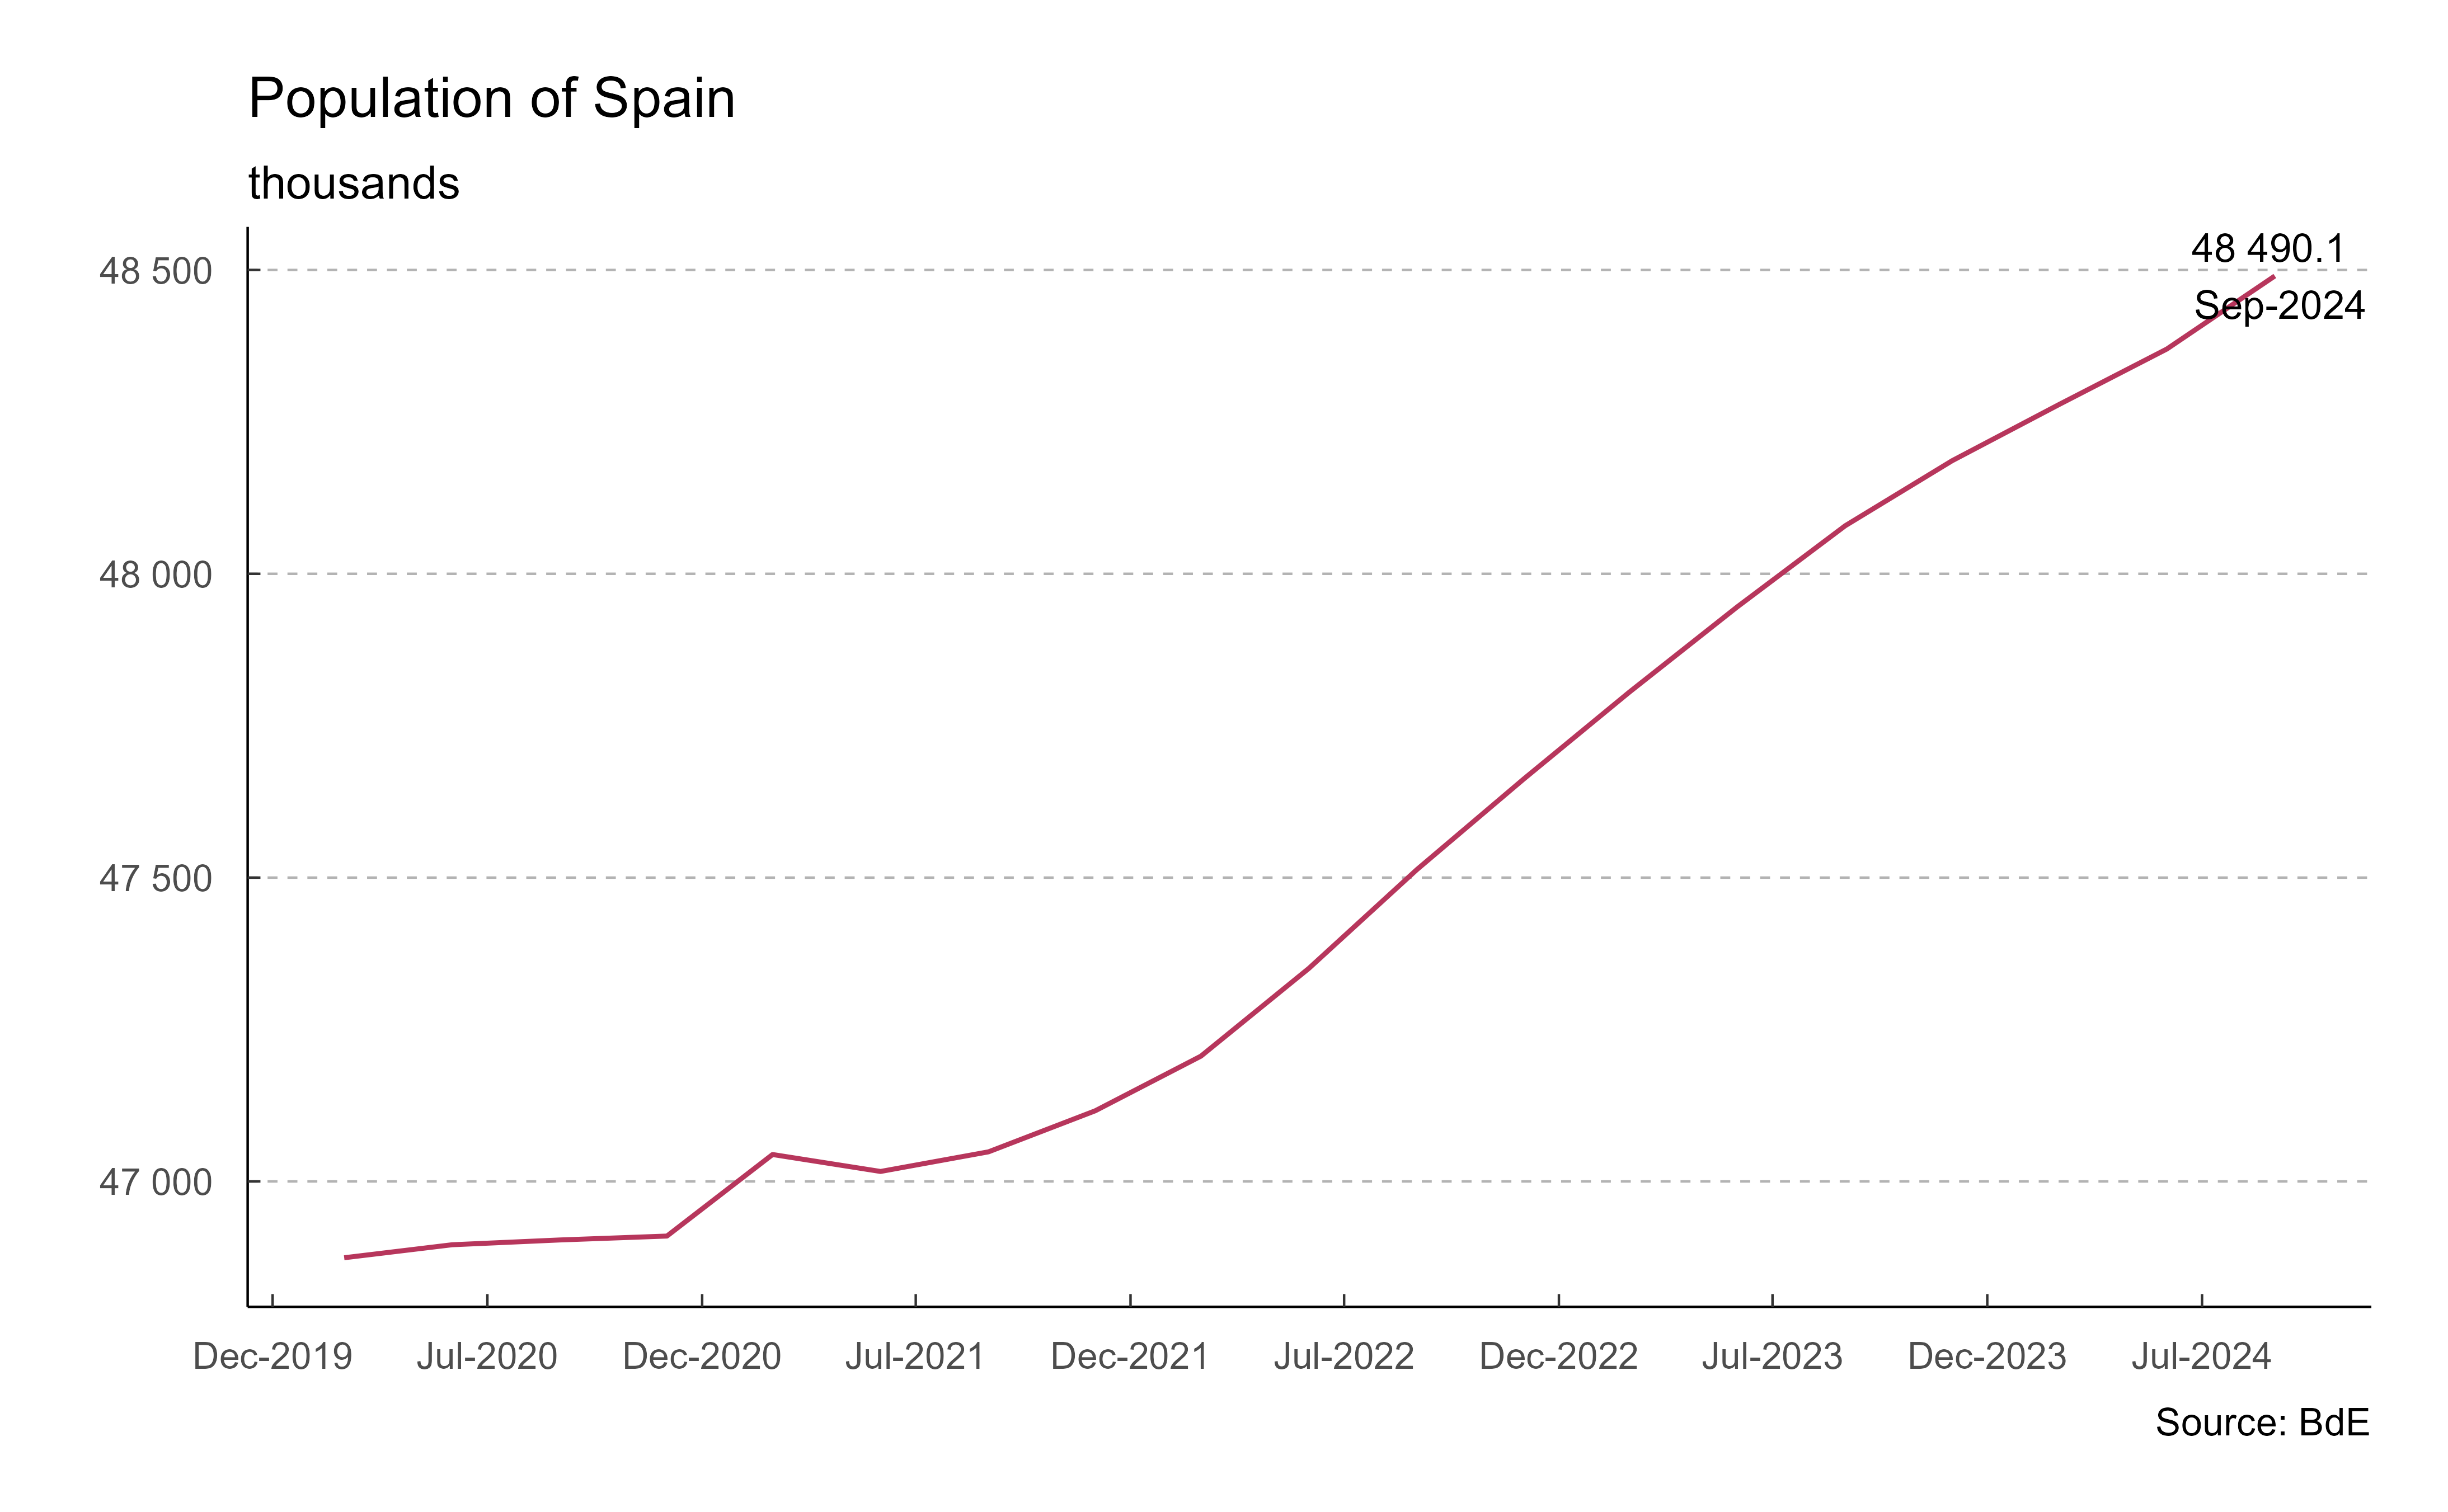 Population of Spain
thousands
48 490.1
48 500
Sep-2024
48 000
47 500
47 000
Dec-2019 Jul-2020 Dec-2020 Jul-2021 Dec-2021 Jul-2022 Dec-2022 Jul-2023 Dec-2023 Jul-2024
Source: BdE